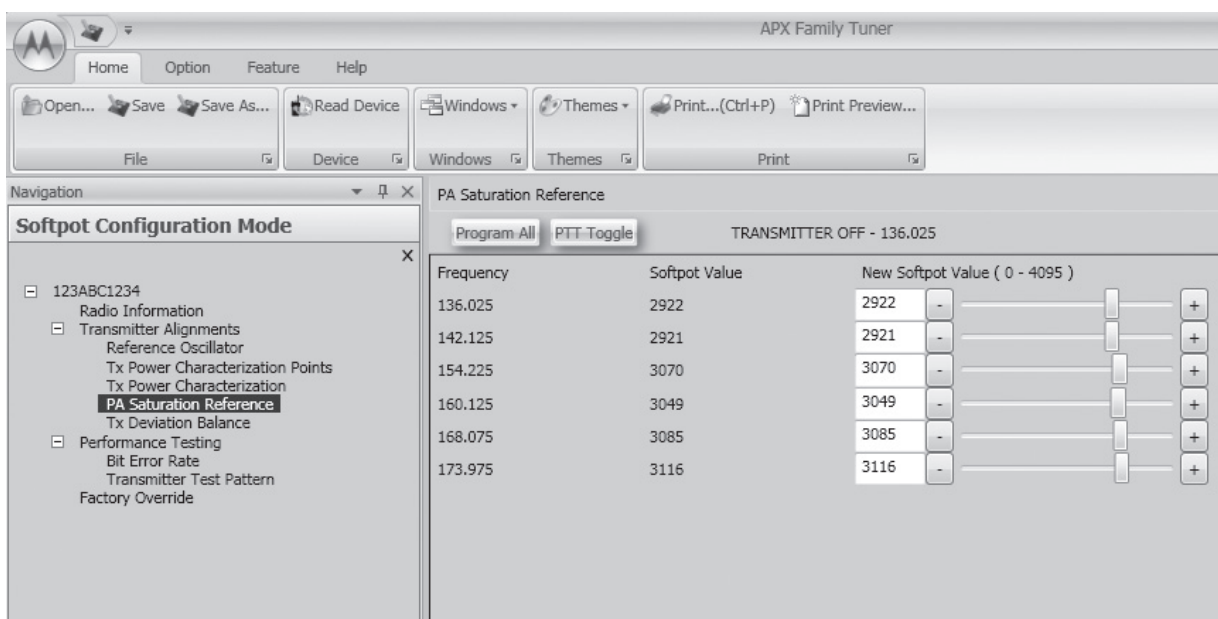 APX Family Tuner
Home Option Feature Help
Open... Save Save As... Read Device Windows Themes Print...(Ctrl+P) Print Preview...
File Device Windows Themes Print
Navigation
Softpot Configuration Mode
123ABC1234
Radio Information
Transmitter Alignments
Reference Oscillator
Tx Power Characterization Points
Tx Power Characterization
PA Saturation Reference
Tx Deviation Balance
Performance Testing
Bit Error Rate
Transmitter Test Pattern
Factory Override
PA Saturation Reference
Program All PTT Toggle TRANSMITTER OFF - 136.025
Frequency Softpot Value New Softpot Value ( 0 - 4095 )
136.025 2922 2922 - +
142.125 2921 2921 - +
154.225 3070 3070 - +
160.125 3049 3049 - +
168.075 3085 3085 - +
173.975 3116 3116 - +